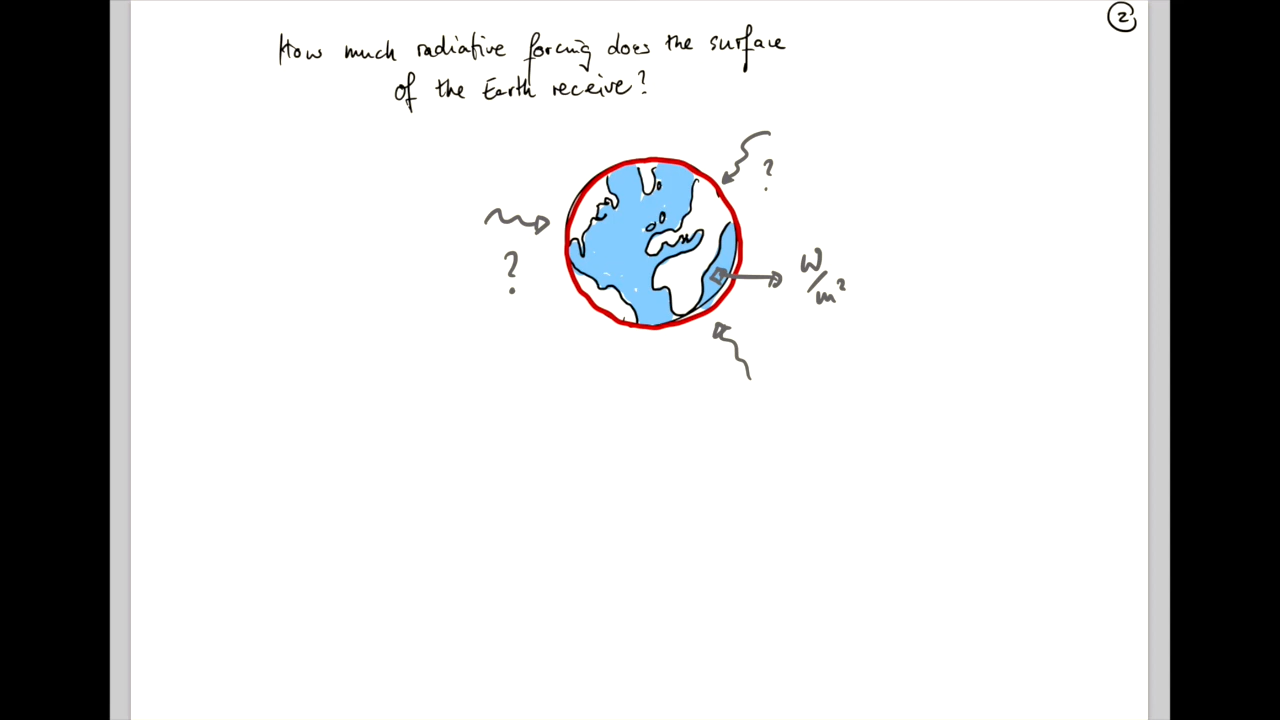 2
How much radiative forcing does the surface
of the Earth receive?
?
?
W/m²